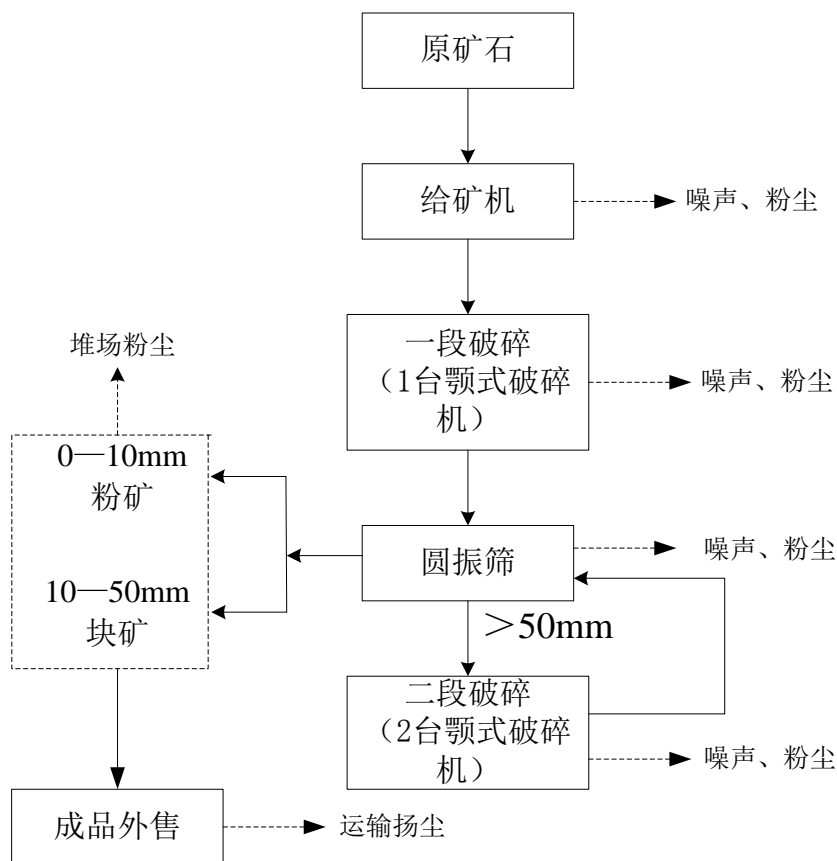 原矿石
给矿机
噪声、粉尘
一段破碎
（1台颚式破碎
机）
噪声、粉尘
堆场粉尘
0—10mm
粉矿
10—50mm
块矿
圆振筛
噪声、粉尘
＞50mm
二段破碎
（2台颚式破碎
机）
噪声、粉尘
成品外售
运输扬尘